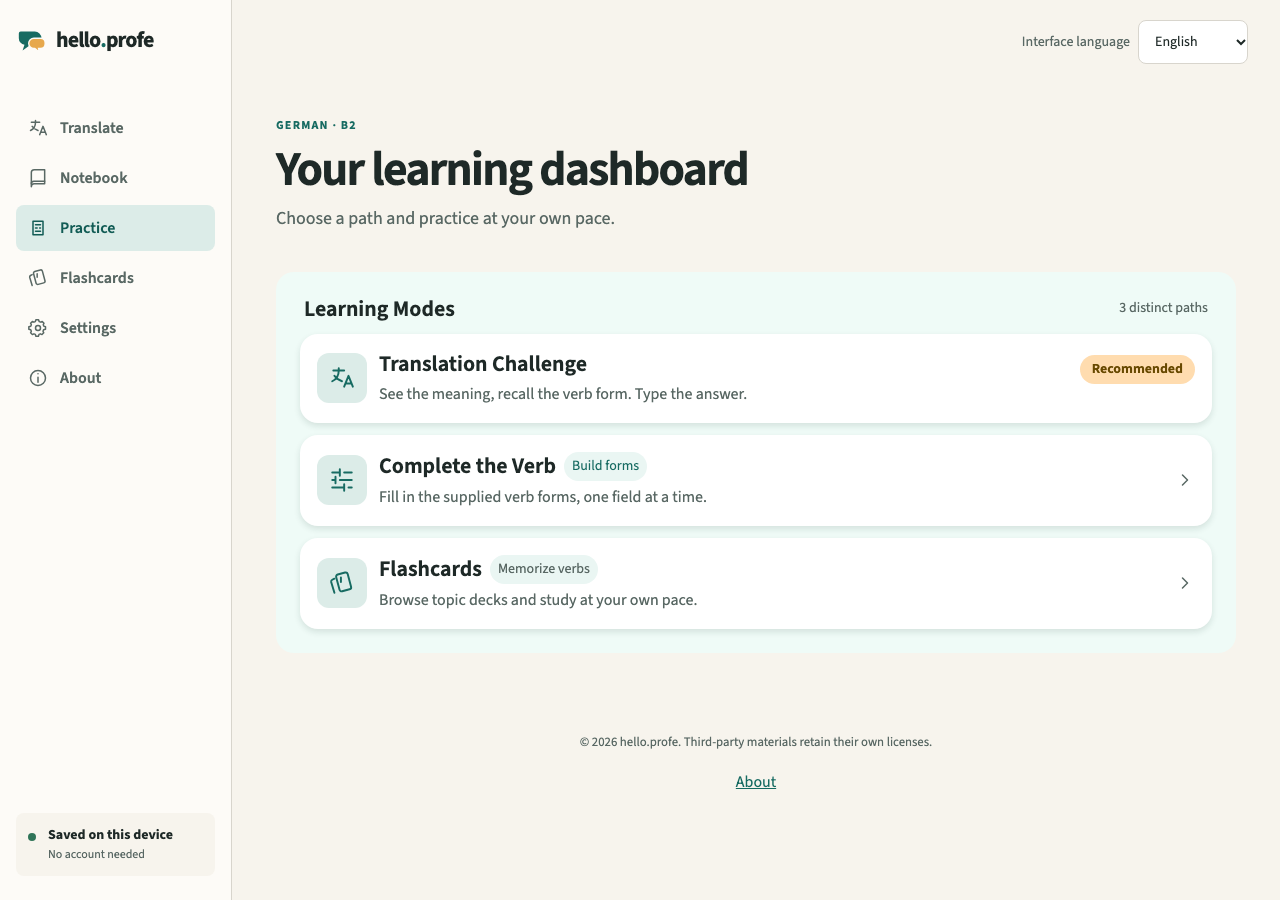 hello.profe
Interface language
English
Translate
Notebook
Practice
Flashcards
Settings
About
Saved on this device
No account needed
GERMAN · B2
Your learning dashboard
Choose a path and practice at your own pace.
Learning Modes
3 distinct paths
Translation Challenge
Recommended
See the meaning, recall the verb form. Type the answer.
Complete the Verb
Build forms
Fill in the supplied verb forms, one field at a time.
Flashcards
Memorize verbs
Browse topic decks and study at your own pace.
© 2026 hello.profe. Third-party materials retain their own licenses.
About